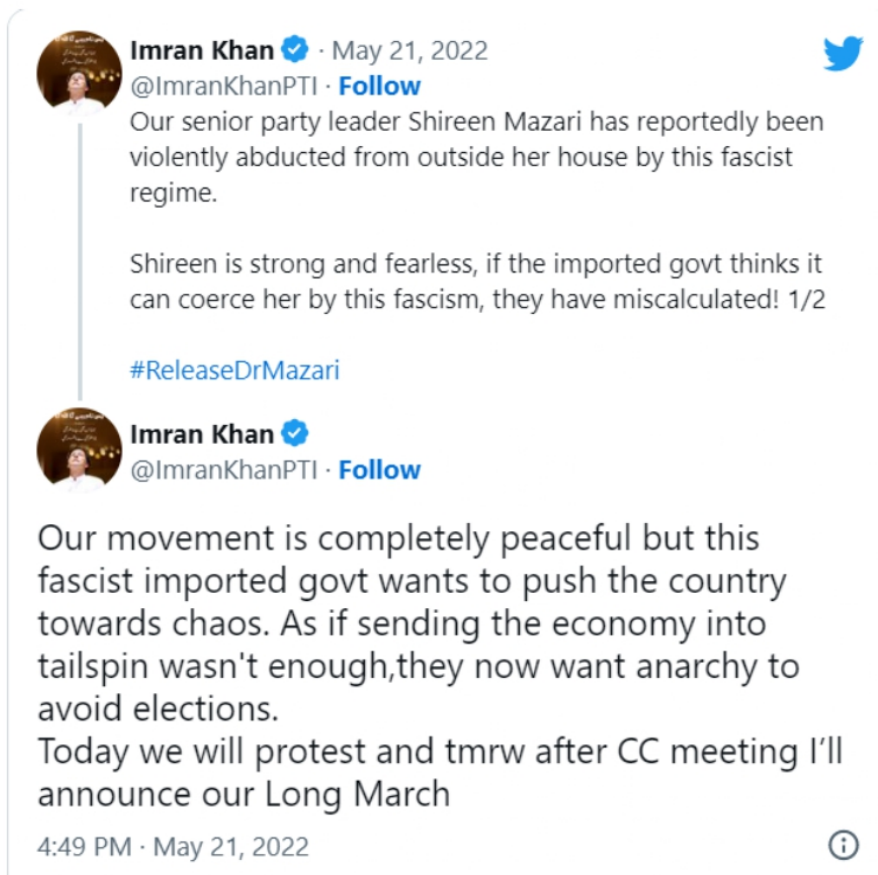 Imran Khan · May 21, 2022
@ImranKhanPTI · Follow
Our senior party leader Shireen Mazari has reportedly been
violently abducted from outside her house by this fascist
regime.
Shireen is strong and fearless, if the imported govt thinks it
can coerce her by this fascism, they have miscalculated! 1/2
#ReleaseDrMazari
Imran Khan
@ImranKhanPTI · Follow
Our movement is completely peaceful but this
fascist imported govt wants to push the country
towards chaos. As if sending the economy into
tailspin wasn't enough,they now want anarchy to
avoid elections.
Today we will protest and tmrw after CC meeting I’ll
announce our Long March
4:49 PM · May 21, 2022